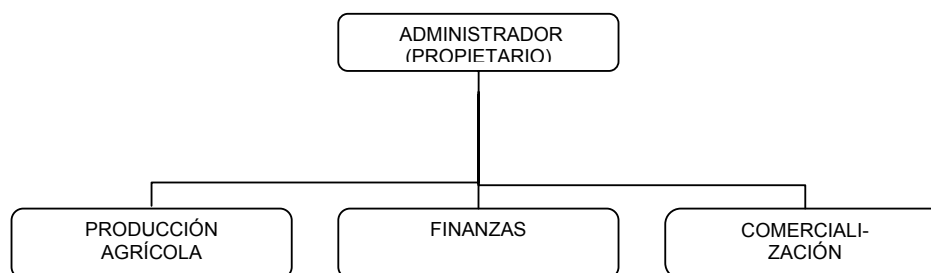 ADMINISTRADOR
(PROPIETARIO)
PRODUCCIÓN
AGRÍCOLA
FINANZAS
COMERCIALI-
ZACIÓN